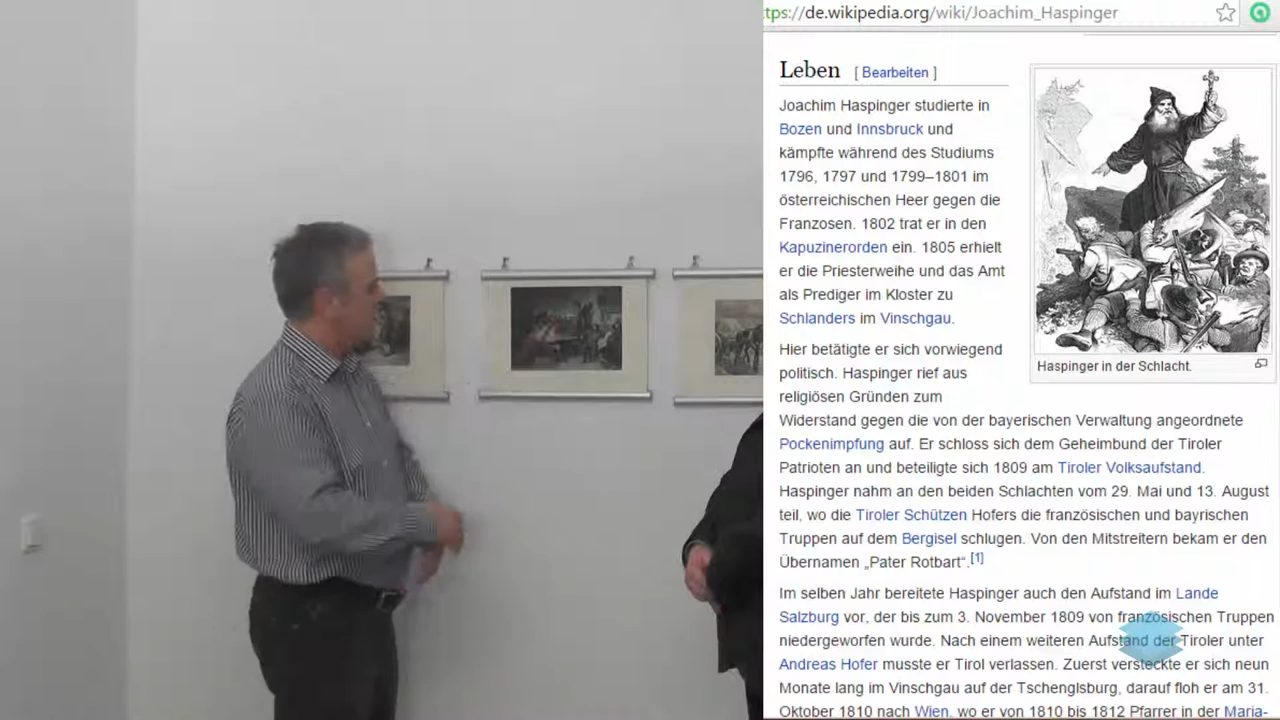 tps://de.wikipedia.org/wiki/Joachim_Haspinger
Leben [ Bearbeiten ]
Joachim Haspinger studierte in
Bozen und Innsbruck und
kämpfte während des Studiums
1796, 1797 und 1799–1801 im
österreichischen Heer gegen die
Franzosen. 1802 trat er in den
Kapuzinerorden ein. 1805 erhielt
er die Priesterweihe und das Amt
als Prediger im Kloster zu
Schlanders im Vinschgau.
Haspinger in der Schlacht.
Hier betätigte er sich vorwiegend
politisch. Haspinger rief aus
religiösen Gründen zum
Widerstand gegen die von der bayerischen Verwaltung angeordnete
Pockenimpfung auf. Er schloss sich dem Geheimbund der Tiroler
Patrioten an und beteiligte sich 1809 am Tiroler Volksaufstand.
Haspinger nahm an den beiden Schlachten vom 29. Mai und 13. August
teil, wo die Tiroler Schützen Hofers die französischen und bayrischen
Truppen auf dem Bergisel schlugen. Von den Mitstreitern bekam er den
Übernamen „Pater Rotbart“.[1]
Im selben Jahr bereitete Haspinger auch den Aufstand im Lande
Salzburg vor, der bis zum 3. November 1809 von französischen Truppen
niedergeworfen wurde. Nach einem weiteren Aufstand der Tiroler unter
Andreas Hofer musste er Tirol verlassen. Zuerst versteckte er sich neun
Monate lang im Vinschgau auf der Tschenglsburg, darauf floh er am 31.
Oktober 1810 nach Wien, wo er von 1810 bis 1812 Pfarrer in der Maria-